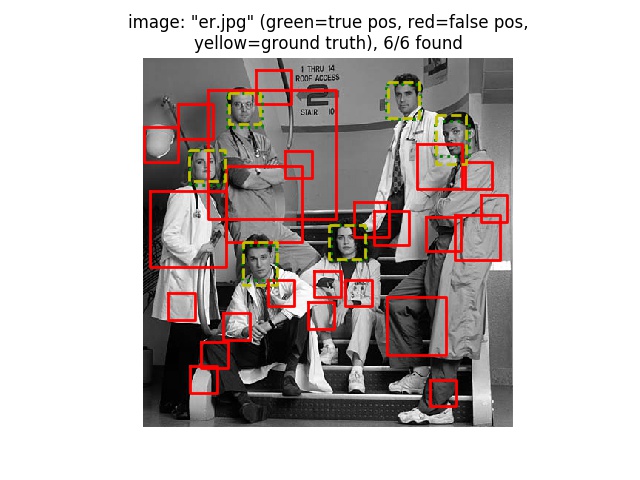 image: "er.jpg" (green=true pos, red=false pos,
yellow=ground truth), 6/6 found
1 THRU 14
ROOF ACCESS
2
STAIR 10